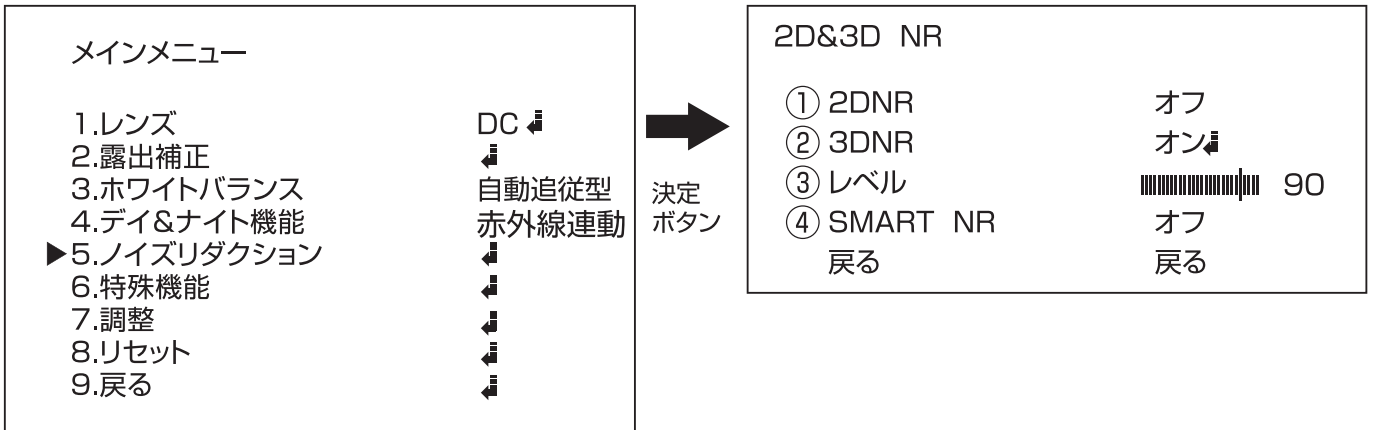 メインメニュー
1.レンズ DC
2.露出補正
3.ホワイトバランス 自動追従型
4.デイ&ナイト機能 赤外線連動
▶5.ノイズリダクション
6.特殊機能
7.調整
8.リセット
9.戻る
決定
ボタン
2D&3D NR
① 2DNR オフ
② 3DNR オン
③ レベル 90
④ SMART NR オフ
戻る 戻る